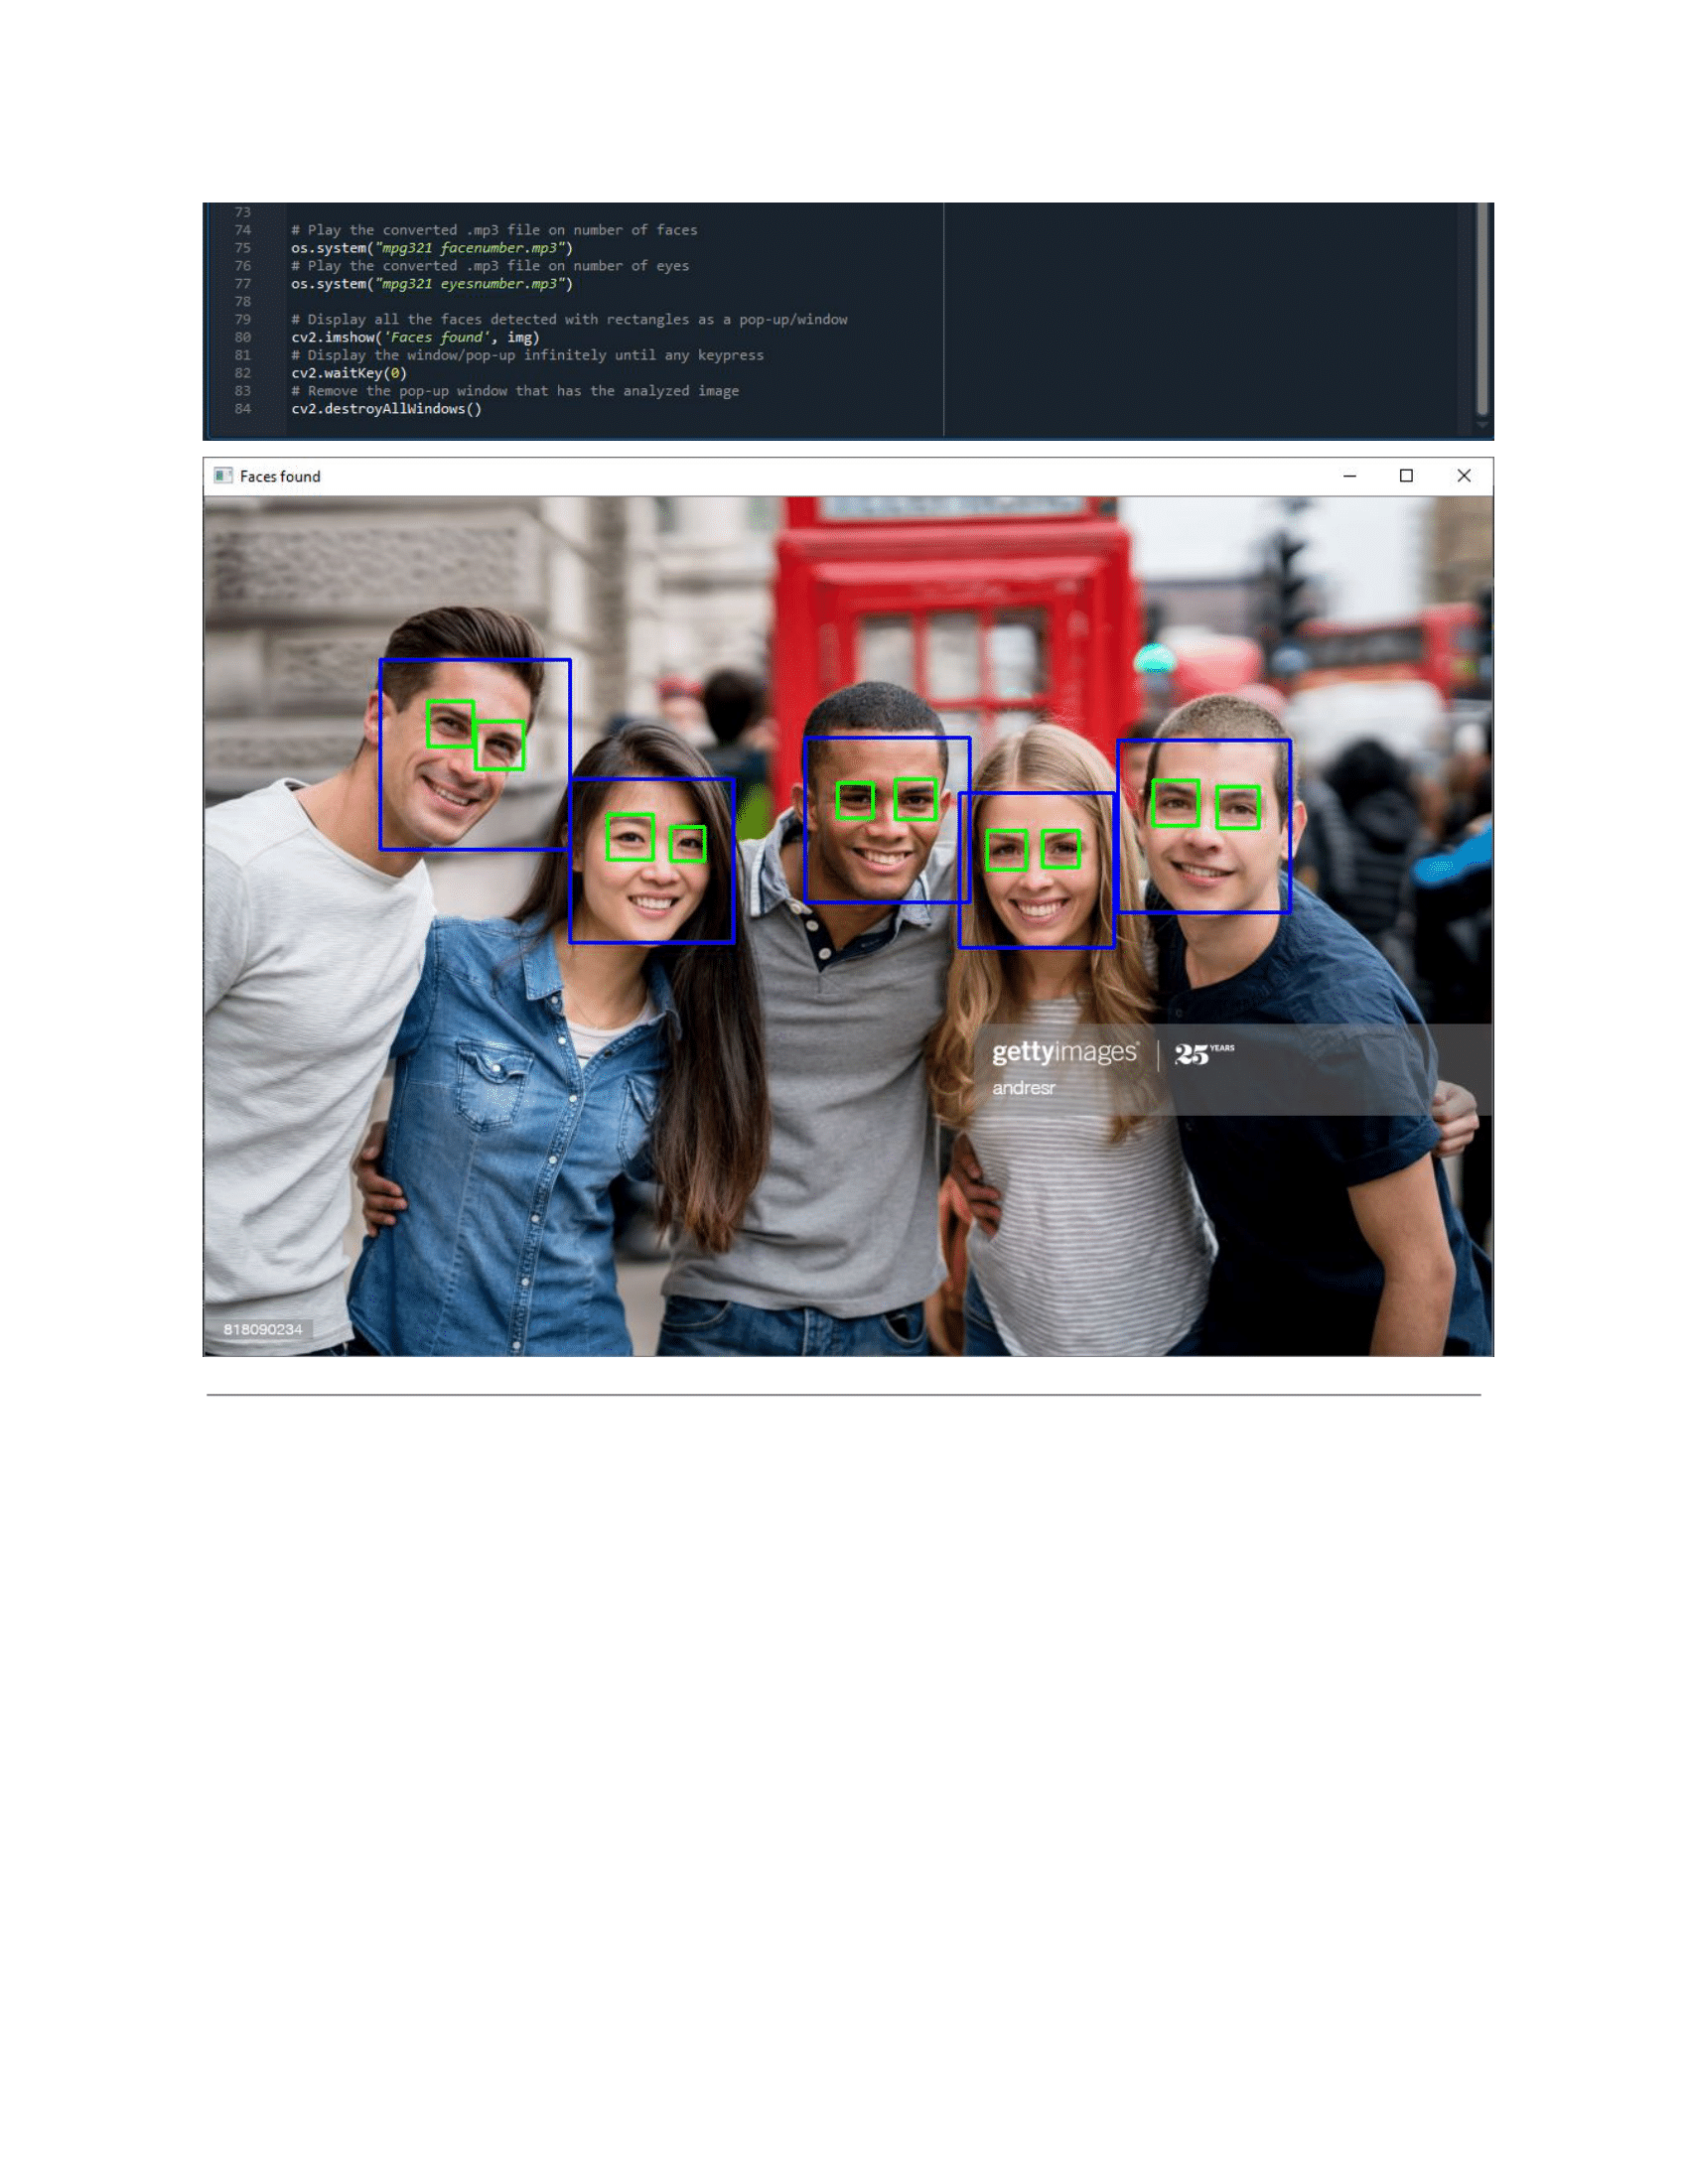 73
74 # Play the converted .mp3 file on number of faces
75 os.system("mpg321 facenumber.mp3")
76 # Play the converted .mp3 file on number of eyes
77 os.system("mpg321 eyesnumber.mp3")
78
79 # Display all the faces detected with rectangles as a pop-up/window
80 cv2.imshow('Faces found', img)
81 # Display the window/pop-up infinitely until any keypress
82 cv2.waitKey(0)
83 # Remove the pop-up window that has the analyzed image
84 cv2.destroyAllWindows()
Faces found
gettyimages® | 25 YEARS
andresr
818090234